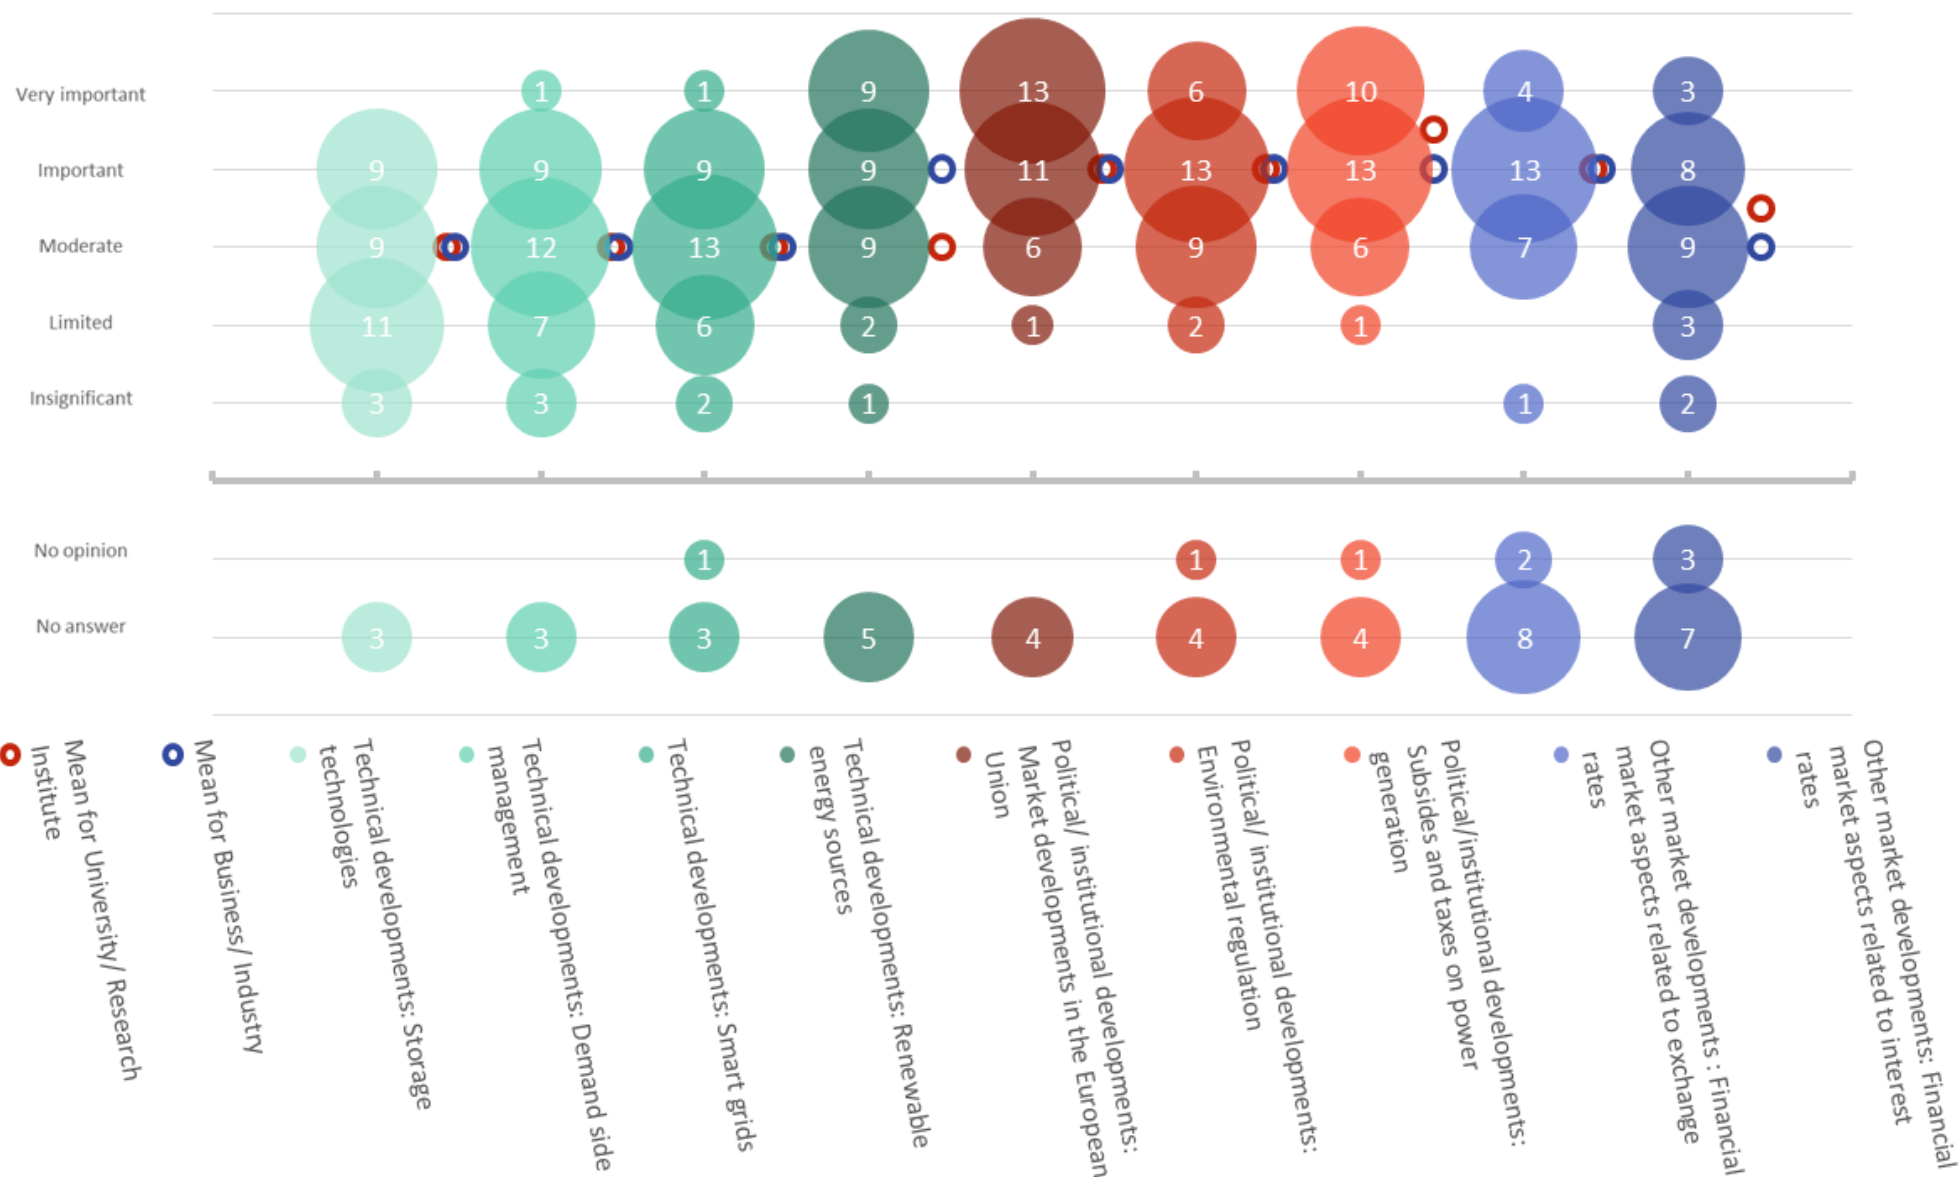 Very important
1
1
9
13
6
10
4
3
Important
9
9
9
9
11
13
13
13
8
Moderate
9
12
13
9
6
9
6
7
9
Limited
11
7
6
2
1
2
1
3
Insignificant
3
3
2
1
1
2
No opinion
1
1
1
2
3
No answer
3
3
3
5
4
4
4
8
7
Mean for University/ Research
Institute
Mean for Business/ Industry
Technical developments: Storage
technologies
Technical developments: Demand side
management
Technical developments: Smart grids
Technical developments: Renewable
energy sources
Political/ institutional developments:
Market developments in the European
Union
Political/ institutional developments:
Environmental regulation
Political/institutional developments:
Subsides and taxes on power
generation
Other market developments : Financial
market aspects related to exchange
rates
Other market developments: Financial
market aspects related to interest
rates